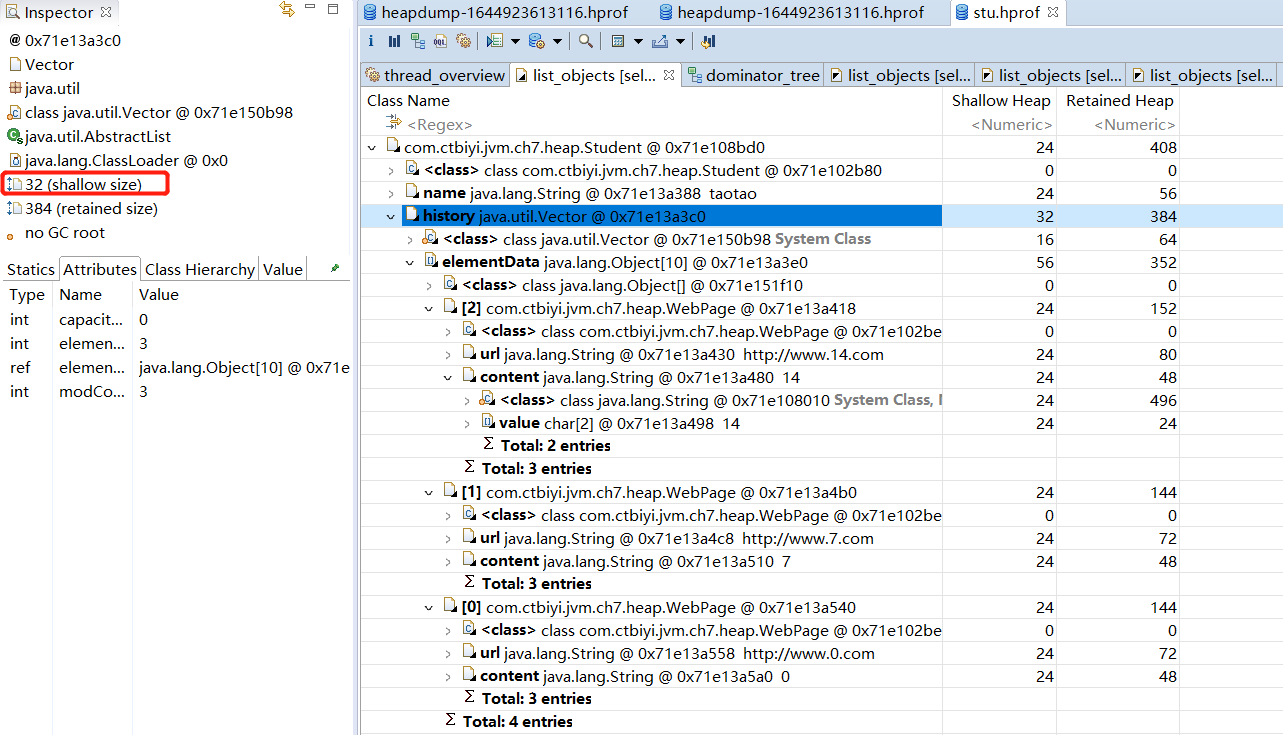 Inspector
@ 0x71e13a3c0
Vector
java.util
class java.util.Vector @ 0x71e150b98
java.util.AbstractList
java.lang.ClassLoader @ 0x0
32 (shallow size)
384 (retained size)
no GC root
Statics Attributes Class Hierarchy Value
Type Name Value
int capacit... 0
int elemen... 3
ref elemen... java.lang.Object[10] @ 0x71e
int modCo... 3
heapdump-1644923613116.hprof heapdump-1644923613116.hprof stu.hprof
i OQL
thread_overview list_objects [sel... dominator_tree list_objects [sel... list_objects [sel... list_objects [sel...
Class Name Shallow Heap Retained Heap
<Regex> <Numeric> <Numeric>
com.ctbiyi.jvm.ch7.heap.Student @ 0x71e108bd0 24 408
<class> class com.ctbiyi.jvm.ch7.heap.Student @ 0x71e102b80 0 0
name java.lang.String @ 0x71e13a388 taotao 24 56
history java.util.Vector @ 0x71e13a3c0 32 384
<class> class java.util.Vector @ 0x71e150b98 System Class 16 64
elementData java.lang.Object[10] @ 0x71e13a3e0 56 352
<class> class java.lang.Object[] @ 0x71e151f10 0 0
[2] com.ctbiyi.jvm.ch7.heap.WebPage @ 0x71e13a418 24 152
<class> class com.ctbiyi.jvm.ch7.heap.WebPage @ 0x71e102be 0 0
url java.lang.String @ 0x71e13a430 http://www.14.com 24 80
content java.lang.String @ 0x71e13a480 14 24 48
<class> class java.lang.String @ 0x71e108010 System Class, 24 496
value char[2] @ 0x71e13a498 14 24 24
Σ Total: 2 entries
Σ Total: 3 entries
[1] com.ctbiyi.jvm.ch7.heap.WebPage @ 0x71e13a4b0 24 144
<class> class com.ctbiyi.jvm.ch7.heap.WebPage @ 0x71e102be 0 0
url java.lang.String @ 0x71e13a4c8 http://www.7.com 24 72
content java.lang.String @ 0x71e13a510 7 24 48
Σ Total: 3 entries
[0] com.ctbiyi.jvm.ch7.heap.WebPage @ 0x71e13a540 24 144
<class> class com.ctbiyi.jvm.ch7.heap.WebPage @ 0x71e102be 0 0
url java.lang.String @ 0x71e13a558 http://www.0.com 24 72
content java.lang.String @ 0x71e13a5a0 0 24 48
Σ Total: 3 entries
Σ Total: 4 entries